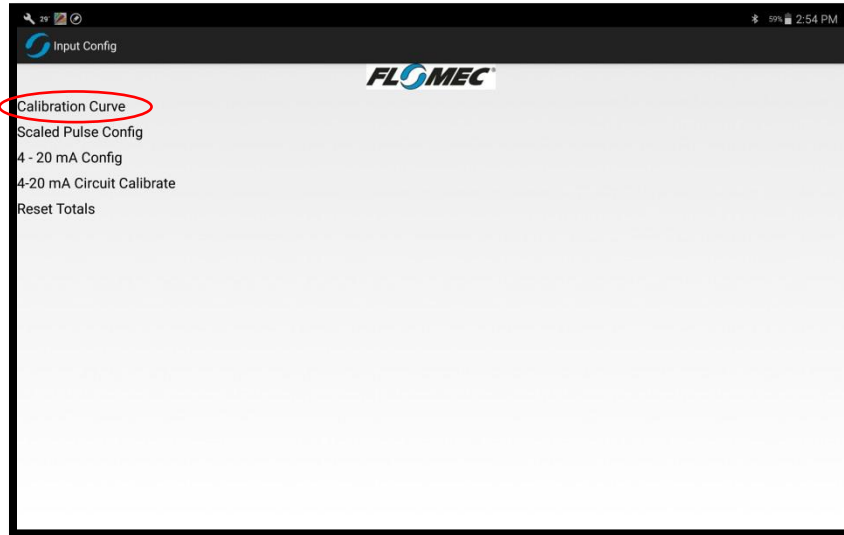 29° 59% 2:54 PM
Input Config
FLOMEC
Calibration Curve
Scaled Pulse Config
4 - 20 mA Config
4-20 mA Circuit Calibrate
Reset Totals